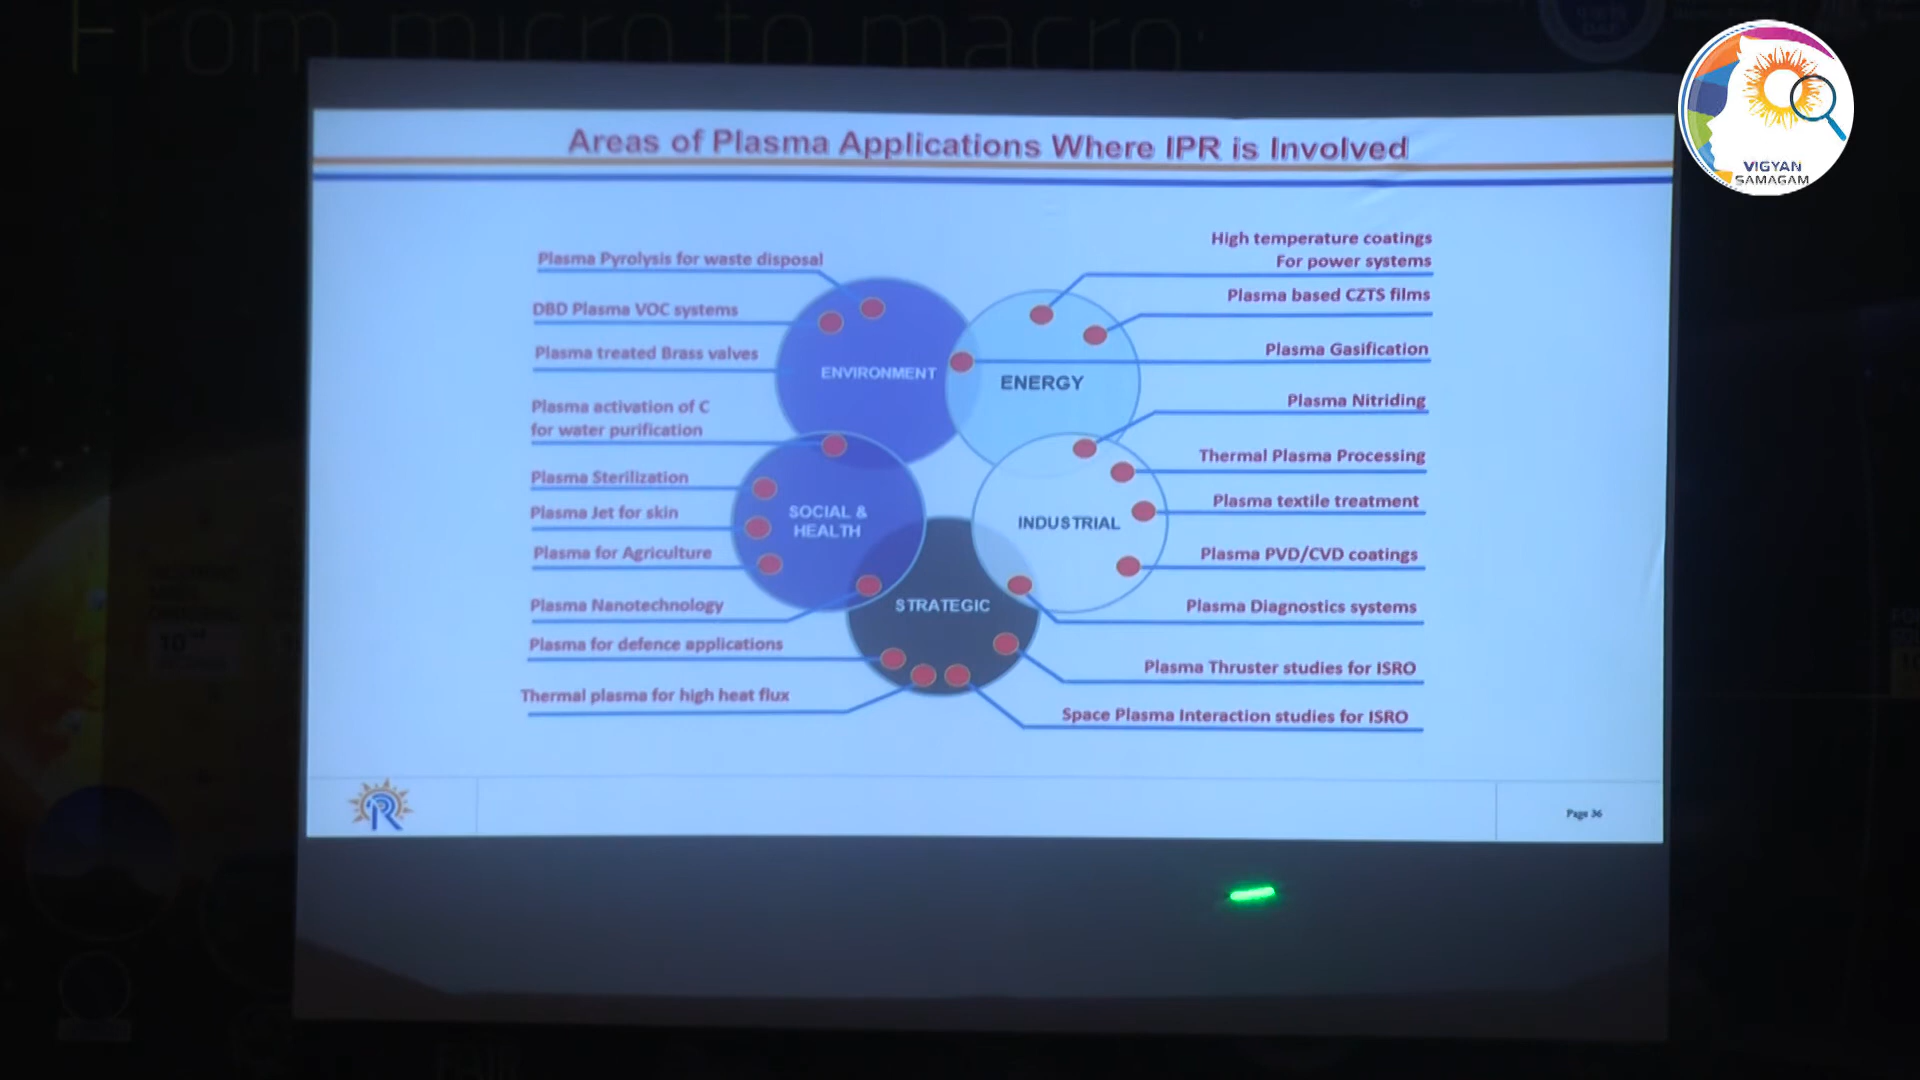 From micro to macro
VIGYAN
SAMAGAM
Areas of Plasma Applications Where IPR is Involved
Plasma Pyrolysis for waste disposal
DBD Plasma VOC systems
Plasma treated Brass valves
Plasma activation of C
for water purification
Plasma Sterilization
Plasma Jet for skin
Plasma for Agriculture
Plasma Nanotechnology
Plasma for defence applications
Thermal plasma for high heat flux
ENVIRONMENT
ENERGY
SOCIAL &
HEALTH
INDUSTRIAL
STRATEGIC
High temperature coatings
For power systems
Plasma based CZTS films
Plasma Gasification
Plasma Nitriding
Thermal Plasma Processing
Plasma textile treatment
Plasma PVD/CVD coatings
Plasma Diagnostics systems
Plasma Thruster studies for ISRO
Space Plasma Interaction studies for ISRO
Page 36